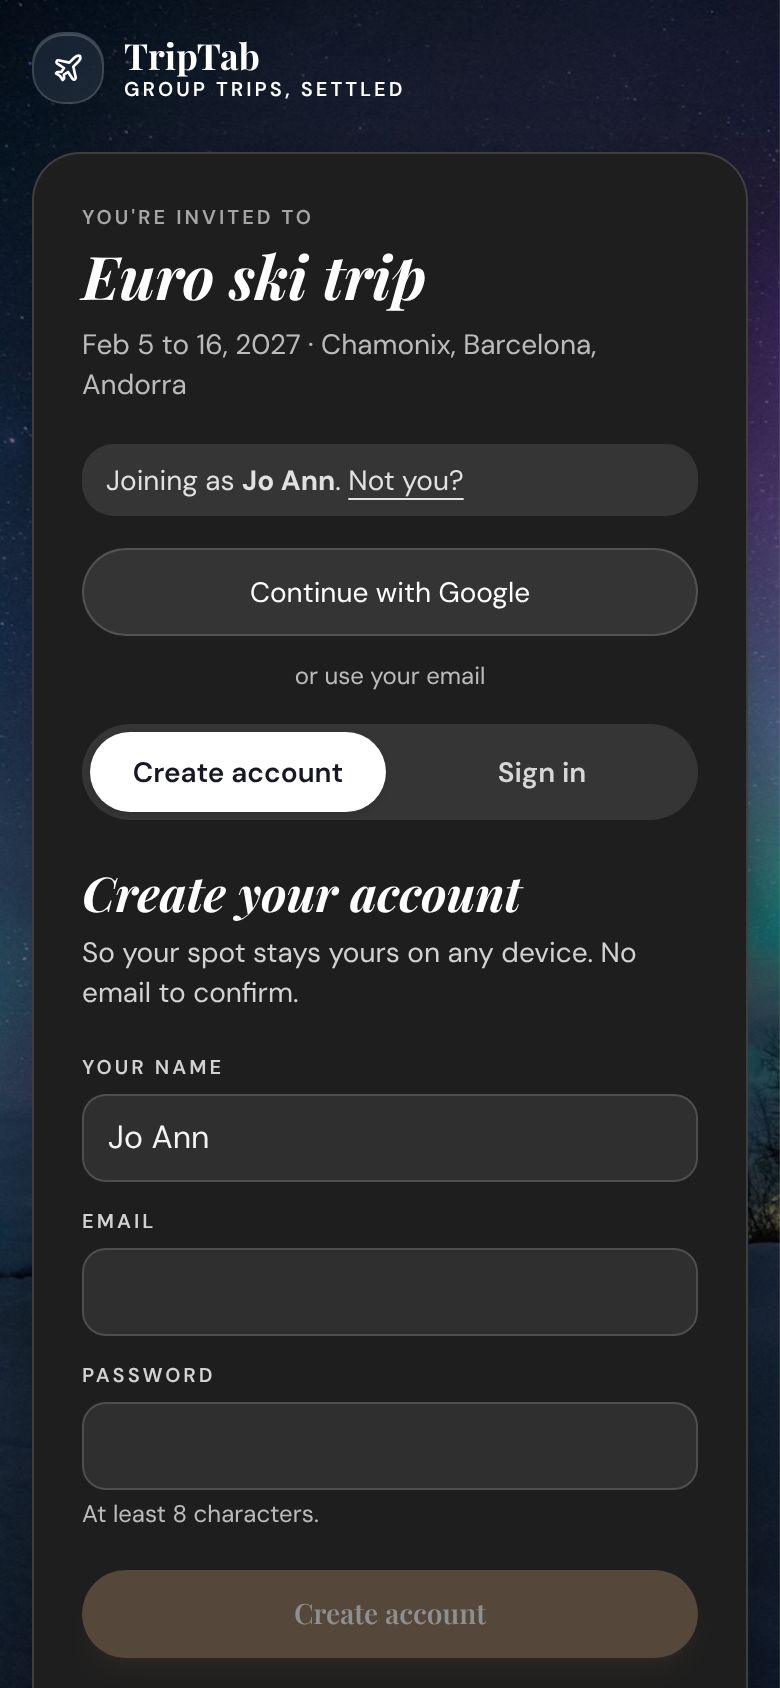 TripTab
GROUP TRIPS, SETTLED
YOU'RE INVITED TO
Euro ski trip
Feb 5 to 16, 2027 · Chamonix, Barcelona,
Andorra
Joining as Jo Ann. Not you?
Continue with Google
or use your email
Create account
Sign in
Create your account
So your spot stays yours on any device. No
email to confirm.
YOUR NAME
Jo Ann
EMAIL
PASSWORD
At least 8 characters.
Create account